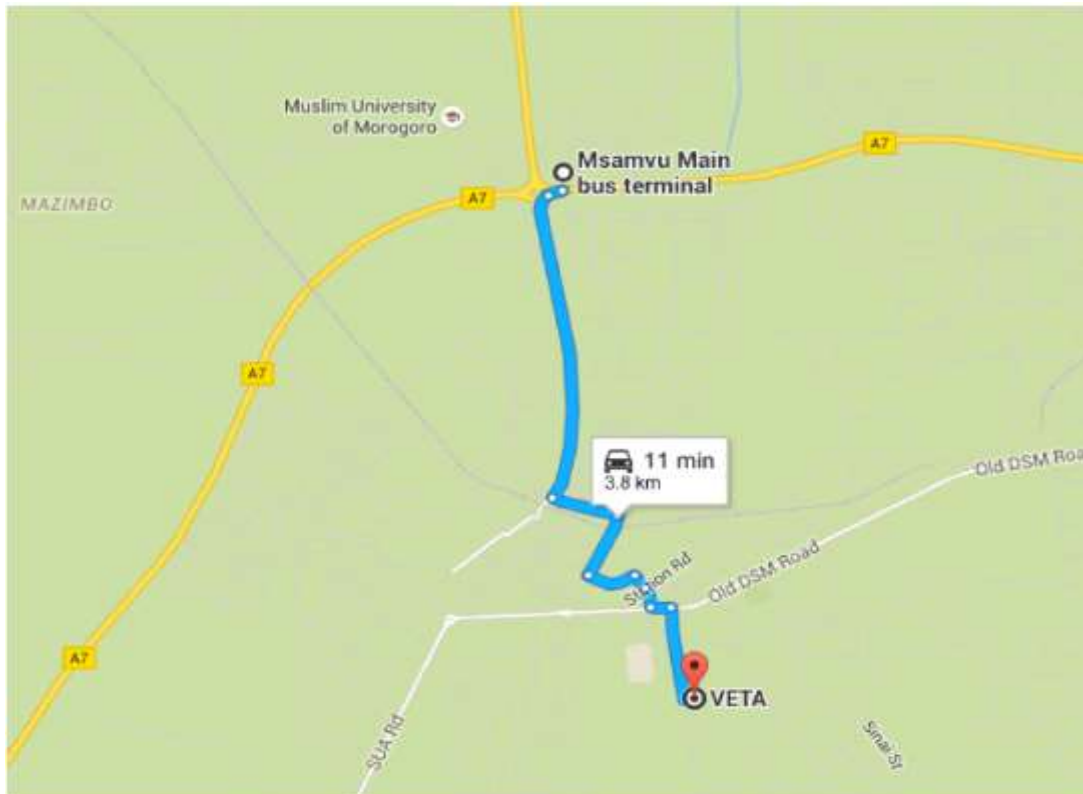 Muslim University
of Morogoro
Msamvu Main
bus terminal
A7
A7
MAZIMBO
A7
11 min
3.8 km
Old DSM Roa
Station Rd
Old DSM Road
A7
VETA
SUA Rd
Sinai St